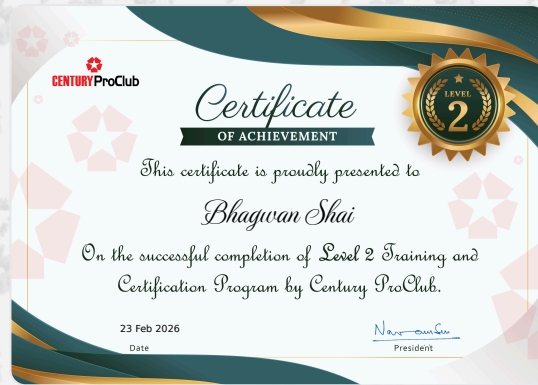 CENTURY ProClub
Certificate
OF ACHIEVEMENT
LEVEL
2
This certificate is proudly presented to
Bhagwan Shai
On the successful completion of Level 2 Training and
Certification Program by Century ProClub.
23 Feb 2026
Date
President